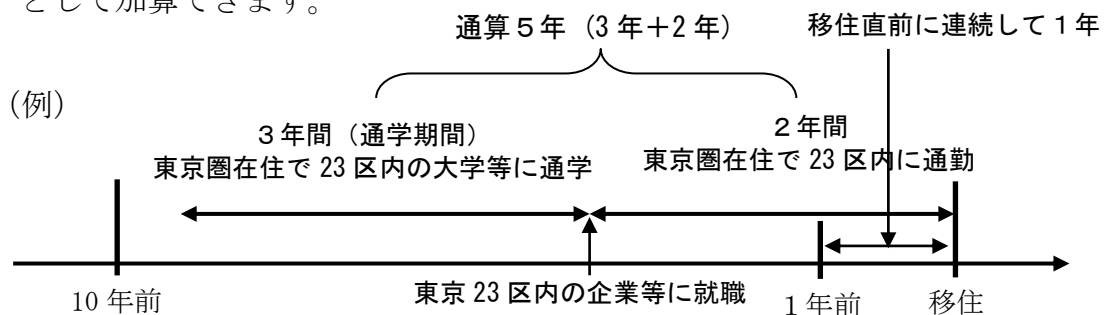 として加算できます。
通算５年（3年＋2年）
移住直前に連続して１年
（例）
３年間（通学期間）
東京圏在住で 23 区内の大学等に通学
２年間
東京圏在住で 23 区内に通勤
10 年前
東京 23 区内の企業等に就職
１年前
移住